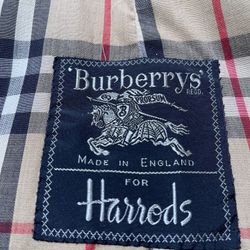 Burberrys'
REGD.
PRORSUM
MADE IN ENGLAND
FOR
Harrods